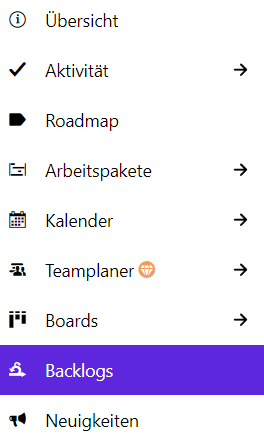 Übersicht
Aktivität
Roadmap
Arbeitspakete
Kalender
Teamplaner
Boards
Backlogs
Neuigkeiten